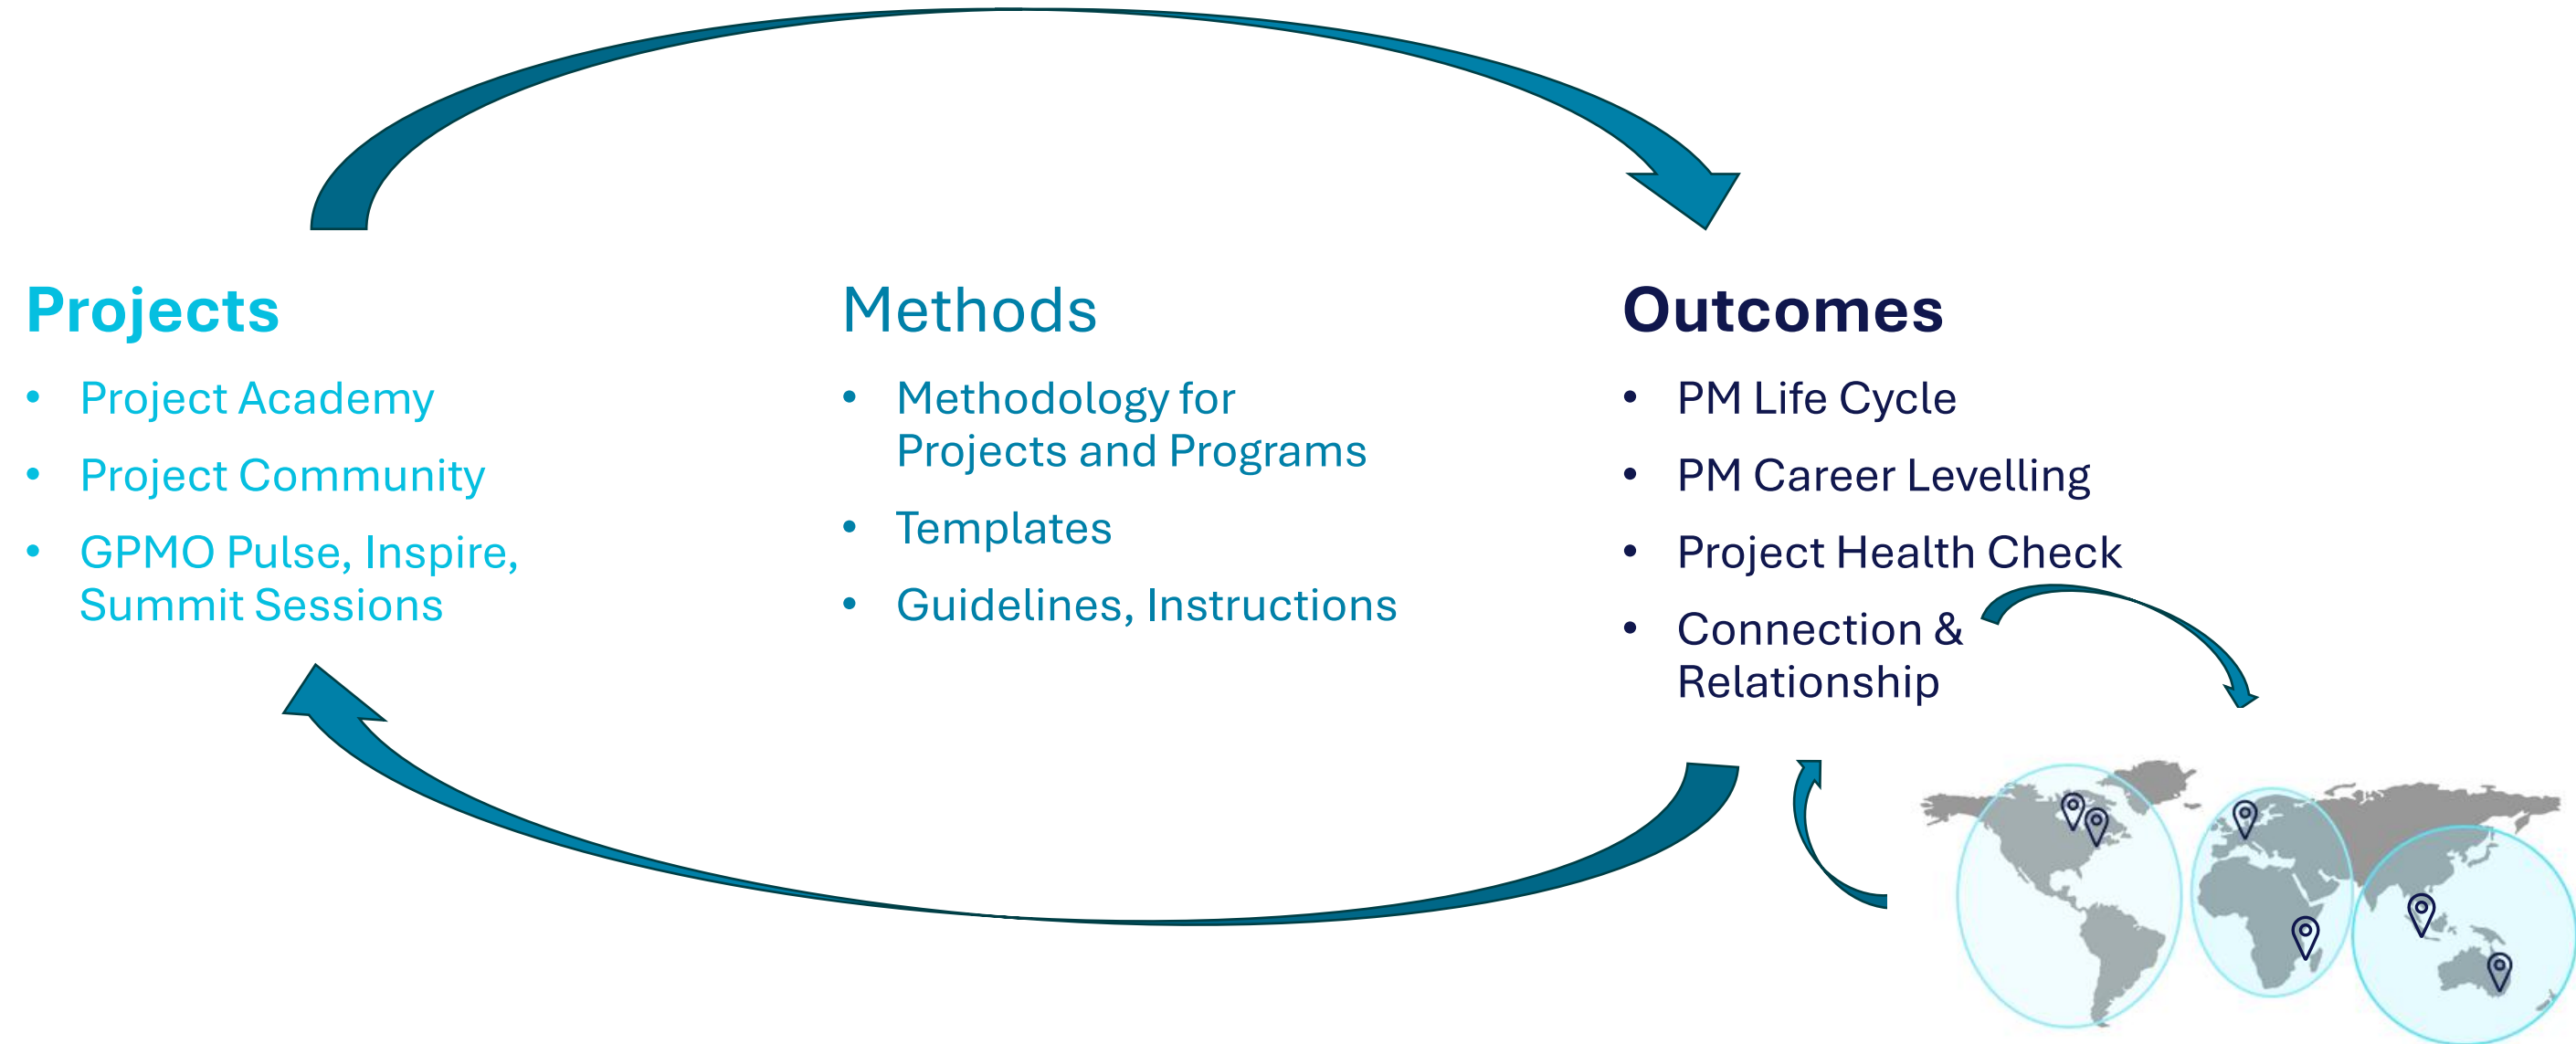 Projects
• Project Academy
• Project Community
• GPMO Pulse, Inspire,
Summit Sessions
Methods
• Methodology for
Projects and Programs
• Templates
• Guidelines, Instructions
Outcomes
• PM Life Cycle
• PM Career Levelling
• Project Health Check
• Connection &
Relationship